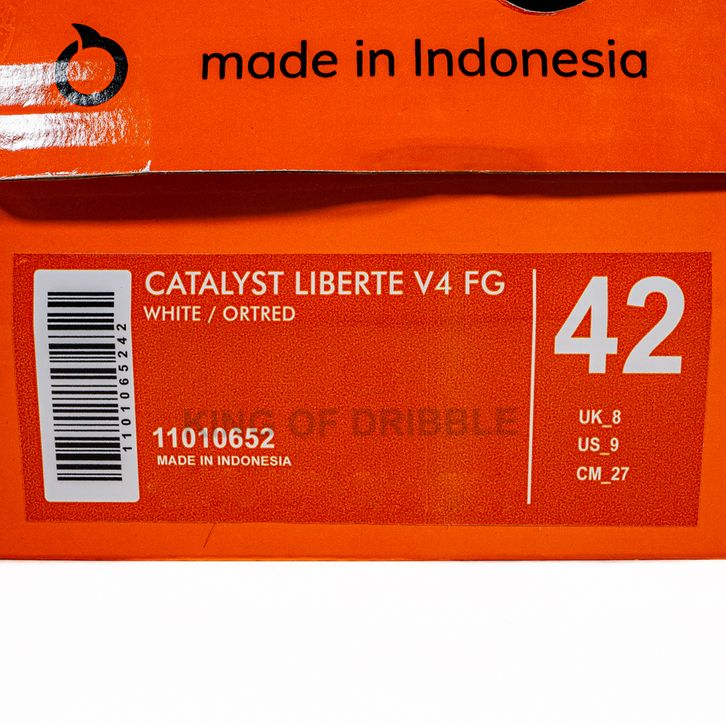 made in Indonesia
CATALYST LIBERTE V4 FG
WHITE / ORTRED
KING OF DRIBBLE
11010652
MADE IN INDONESIA
1101065242
42
UK_8
US_9
CM_27